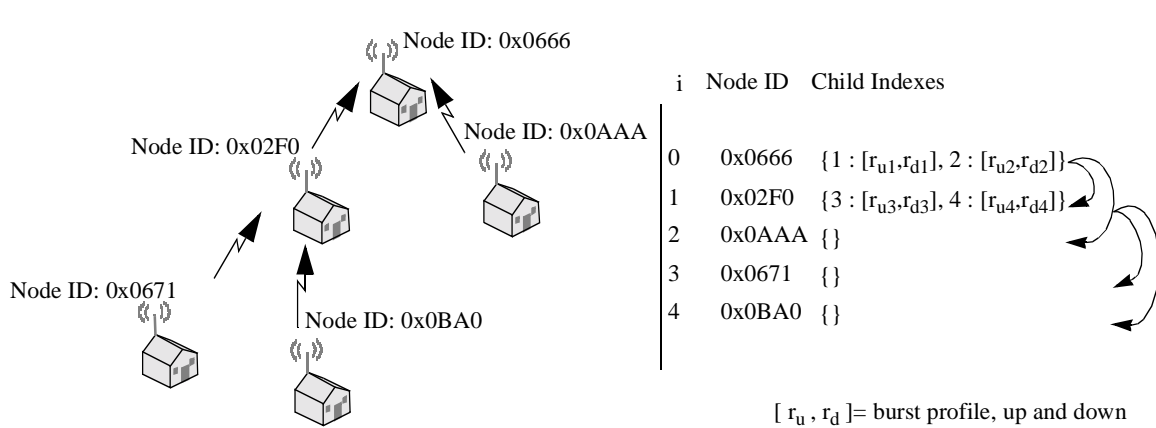 Node ID: 0x0666
Node ID: 0x02F0
Node ID: 0x0AAA
Node ID: 0x0671
Node ID: 0x0BA0
i Node ID Child Indexes
0 0x0666 {1 : [ru1,rd1], 2 : [ru2,rd2]}
1 0x02F0 {3 : [ru3,rd3], 4 : [ru4,rd4]}
2 0x0AAA {}
3 0x0671 {}
4 0x0BA0 {}
[ ru , rd ]= burst profile, up and down